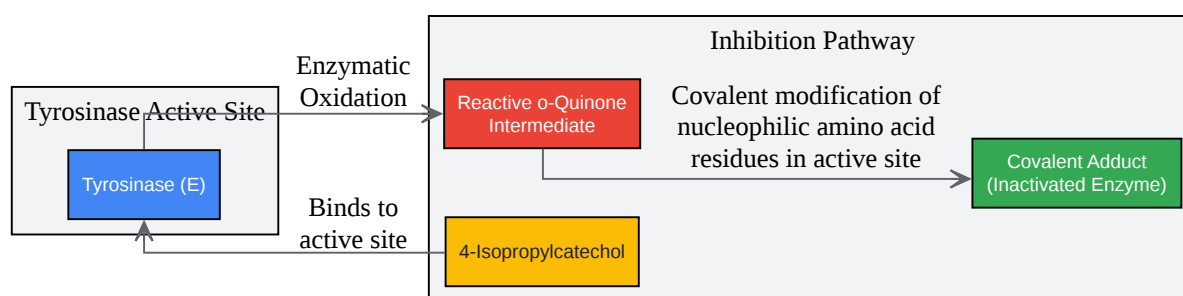 Inhibition Pathway
Enzymatic
Oxidation
Tyrosinase Active Site
Reactive o-Quinone
Intermediate
Covalent modification of
nucleophilic amino acid
residues in active site
Covalent Adduct
(Inactivated Enzyme)
Tyrosinase (E)
Binds to
active site
4-Isopropylcatechol